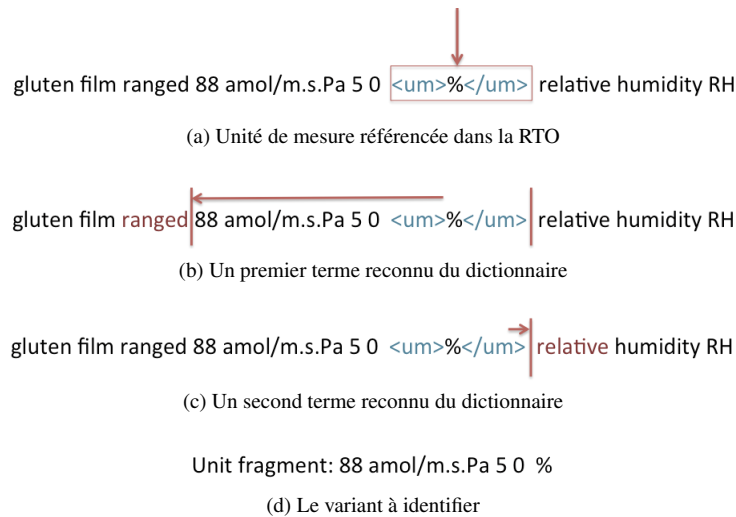 gluten film ranged 88 amol/m.s.Pa 5 0 <um>%</um> relative humidity RH
(a) Unité de mesure référencée dans la RTO
gluten film ranged 88 amol/m.s.Pa 5 0 <um>%</um> relative humidity RH
(b) Un premier terme reconnu du dictionnaire
gluten film ranged 88 amol/m.s.Pa 5 0 <um>%</um> relative humidity RH
(c) Un second terme reconnu du dictionnaire
Unit fragment: 88 amol/m.s.Pa 5 0 %
(d) Le variant à identifier